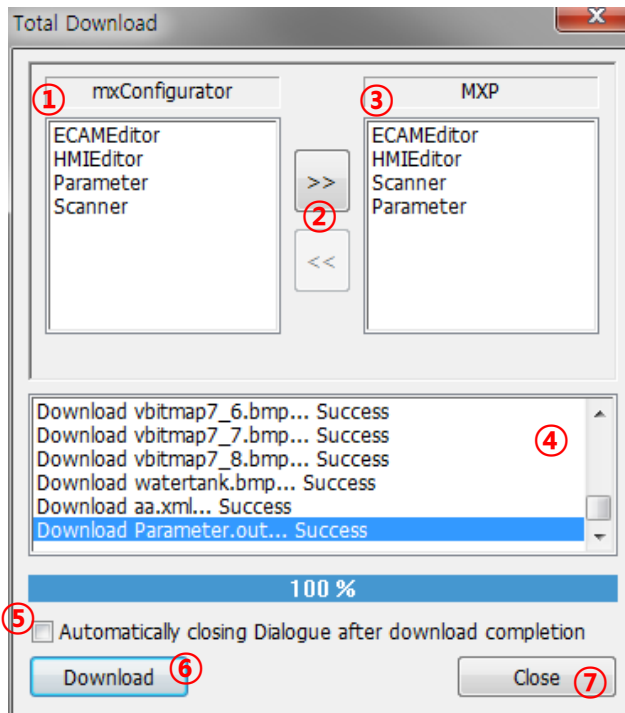 Total Download
x
① mxConfigurator
③ MXP
ECAMEditor
HMIEditor
Parameter
Scanner
>>
②
<<
ECAMEditor
HMIEditor
Scanner
Parameter
Download vbitmap7_6.bmp... Success
Download vbitmap7_7.bmp... Success
Download vbitmap7_8.bmp... Success
Download watertank.bmp... Success
Download aa.xml... Success
Download Parameter.out... Success
④
100 %
⑤ Automatically closing Dialogue after download completion
Download ⑥
Close ⑦